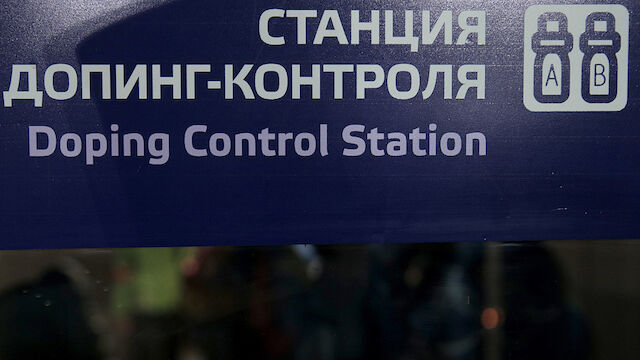 СТАНЦИЯ
ДОПИНГ-КОНТРОЛЯ
Doping Control Station
A B